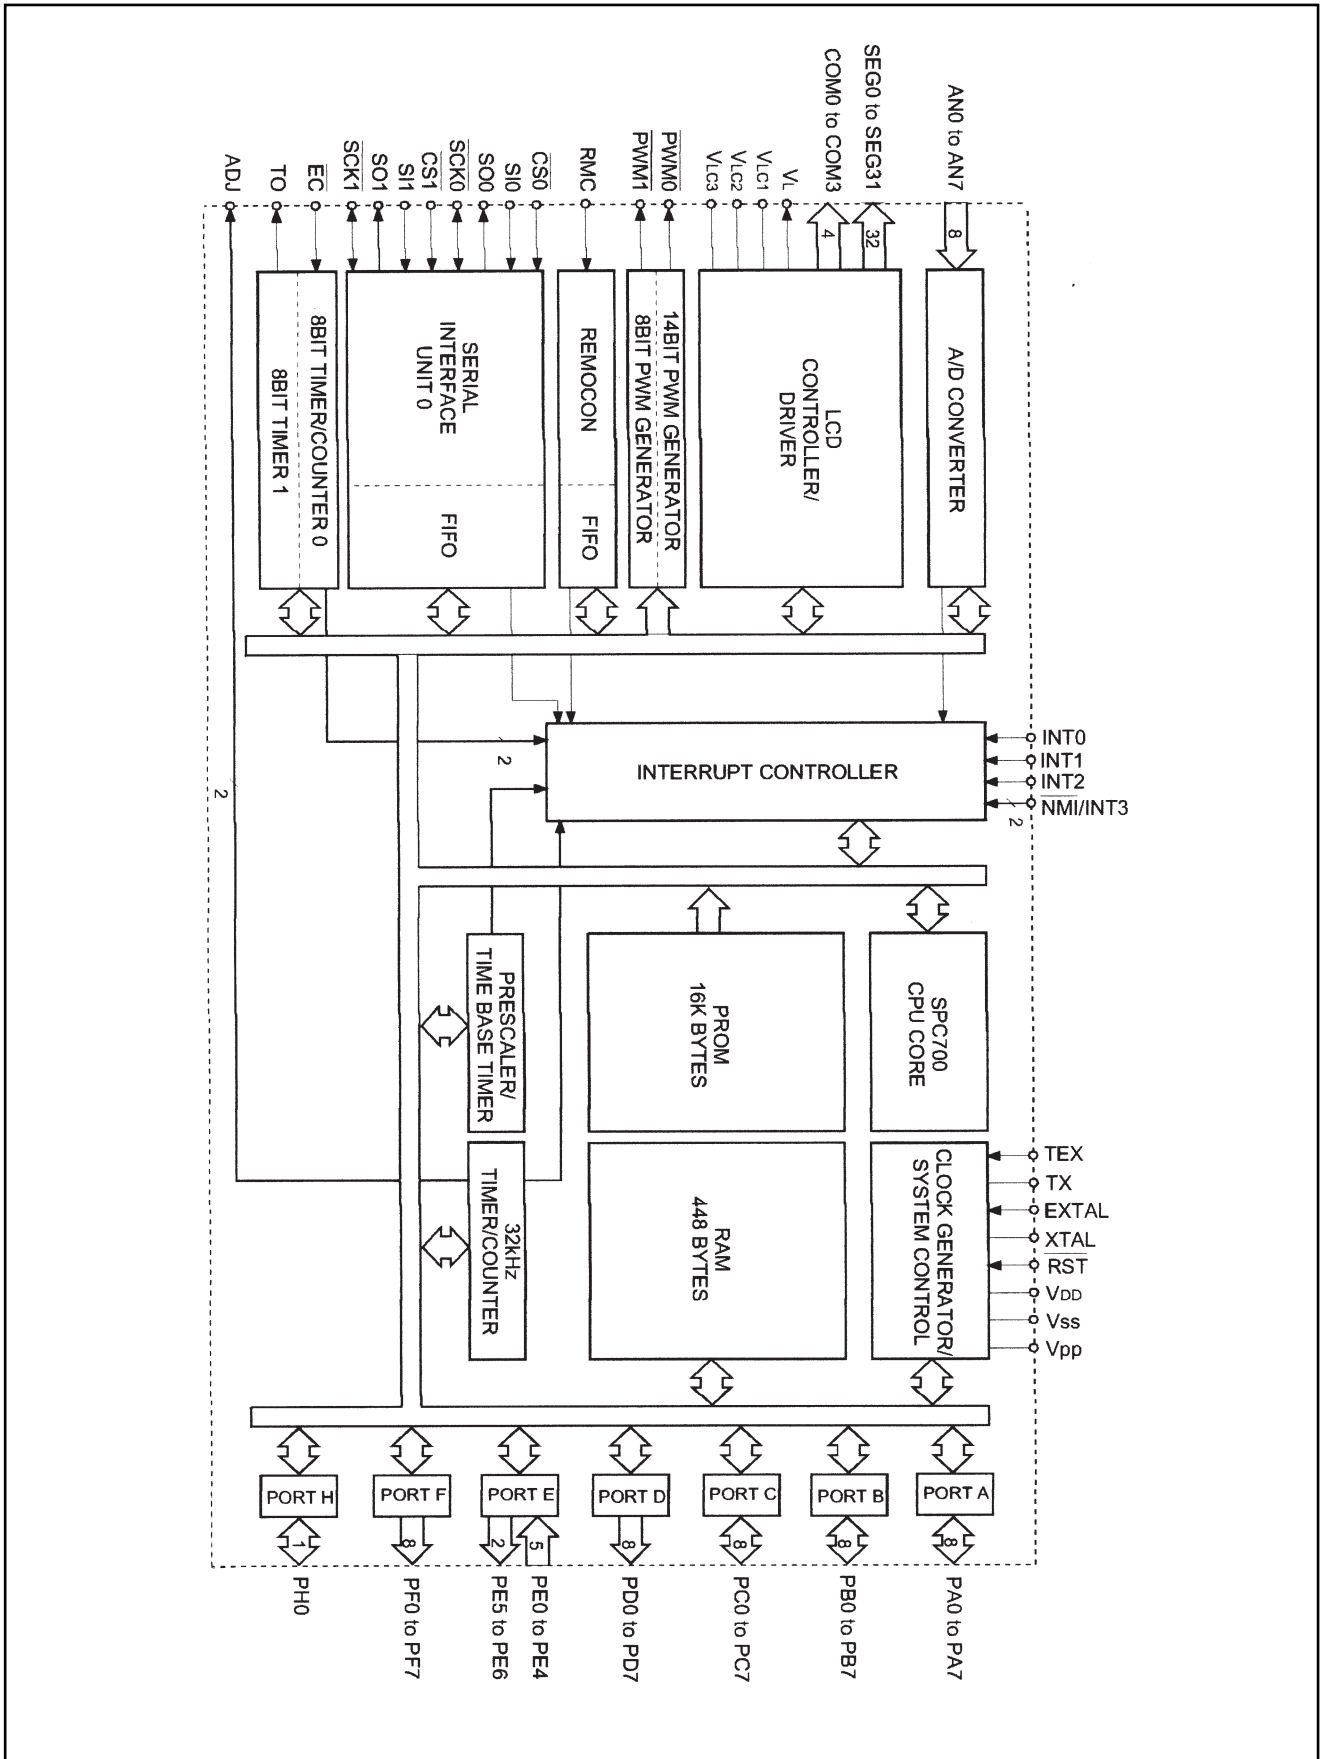 AN0 to AN7
SEG0 to SEG31
COM0 to COM3
VL
VLC1
VLC2
VLC3
PWM0
PWM1
RMC
CS0
SI0
SO0
SCK0
CS1
SI1
SO1
SCK1
EC
TO
ADJ
8
32
4
A/D CONVERTER
LCD
CONTROLLER/
DRIVER
14BIT PWM GENERATOR
8BIT PWM GENERATOR
REMOCON
FIFO
SERIAL
INTERFACE
UNIT 0
FIFO
8BIT TIMER/COUNTER 0
8BIT TIMER 1
INTERRUPT CONTROLLER
INT0
INT1
INT2
NMI/INT3
2
2
2
SPC700
CPU CORE
PROM
16K BYTES
PRESCALER/
TIME BASE TIMER
CLOCK GENERATOR/
SYSTEM CONTROL
RAM
448 BYTES
32kHz
TIMER/COUNTER
TEX
TX
EXTAL
XTAL
RST
VDD
Vss
Vpp
PORT A
PORT B
PORT C
PORT D
PORT E
PORT F
PORT H
8
8
8
8
5
2
8
1
PA0 to PA7
PB0 to PB7
PC0 to PC7
PD0 to PD7
PE0 to PE4
PE5 to PE6
PF0 to PF7
PH0